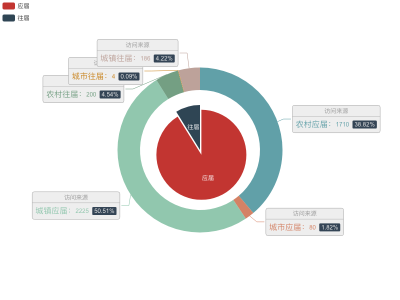 应届
往届
访问来源
城镇往届： 186 4.22%
城市往届： 4 0.09%
农村往届： 200 4.54%
访问来源
农村应届： 1710 38.82%
往届
应届
访问来源
城镇应届： 2225 50.51%
访问来源
城市应届： 80 1.82%